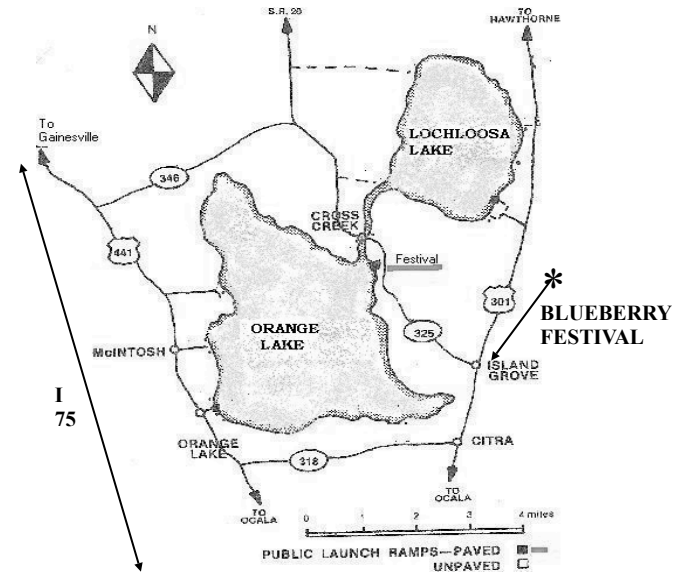 S.R. 20
TO
HAWTHORNE
N
To
Gainesville
LOCHLOOSA
LAKE
346
CROSS
CREEK
Festival
441
301
BLUEBERRY
FESTIVAL
ORANGE
LAKE
325
McINTOSH
ISLAND
GROVE
I
75
ORANGE
LAKE
CITRA
318
TO
OCALA
TO
OCALA
0 1 2 3 4 miles
PUBLIC LAUNCH RAMPS—PAVED
UNPAVED